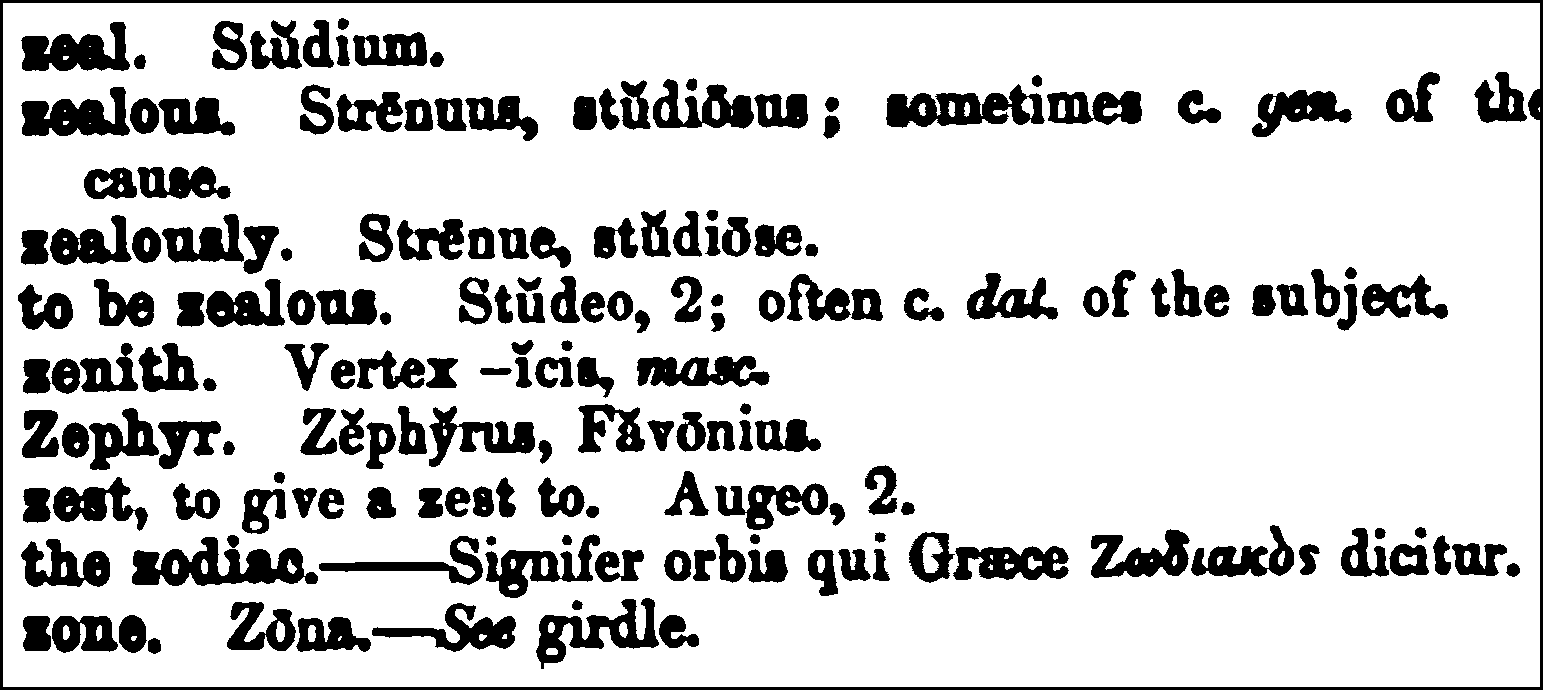 zeal. Stŭdium.
zealous. Strēnuus, stŭdiōsus; sometimes c. gen. of the
cause.
zealously. Strēnue, stŭdiōse.
to be zealous. Stŭdeo, 2; often c. dat. of the subject.
zenith. Vertex –ĭcis, masc.
Zephyr. Zĕphy̆rus, Făvōnius.
zest, to give a zest to. Augeo, 2.
the zodiac.——Signifer orbis qui Græce Ζωδιακὸς dicitur.
zone. Zōna.—See girdle.